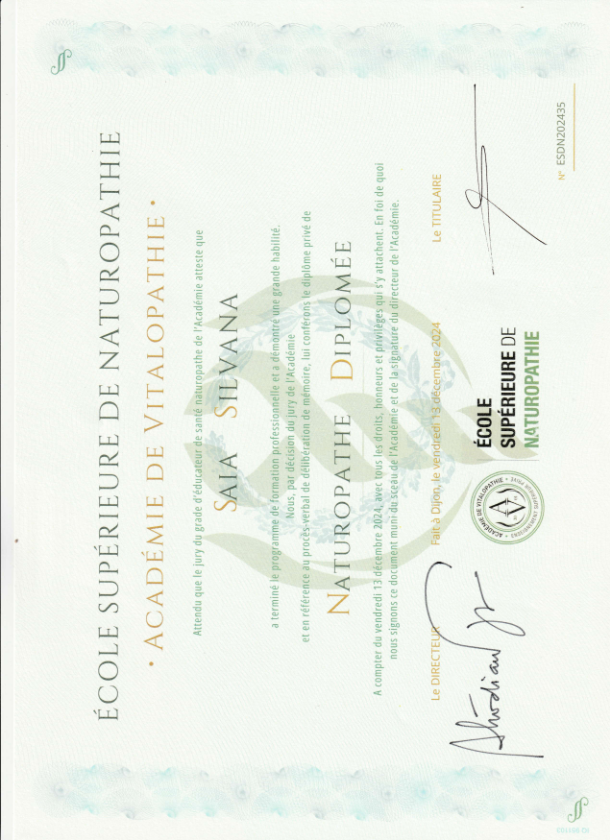 ÉCOLE SUPÉRIEURE DE NATUROPATHIE
• ACADÉMIE DE VITALOPATHIE •
Attendu que le jury du grade d'éducateur de santé naturopathe de l'Académie atteste que
SAIA SILVANA
a terminé le programme de formation professionnelle et a démontré une grande habilité.
Nous, par décision du jury de l'Académie
et en référence au procès-verbal de délibération de mémoire, lui conférons le diplôme privé de
NATUROPATHE DIPLOMÉE
A compter du vendredi 13 décembre 2024, avec tous les droits, honneurs et privilèges qui s'y attachent. En foi de quoi
nous signons ce document muni du sceau de l'Académie et de la signature du directeur de l'Académie.
Le DIRECTEUR
Fait à Dijon, le vendredi 13 décembre 2024
Le TITULAIRE
ACADÉMIE DE VITALOPATHIE
ÉCOLE
SUPÉRIEURE DE
NATUROPATHIE
N° ESDN202435